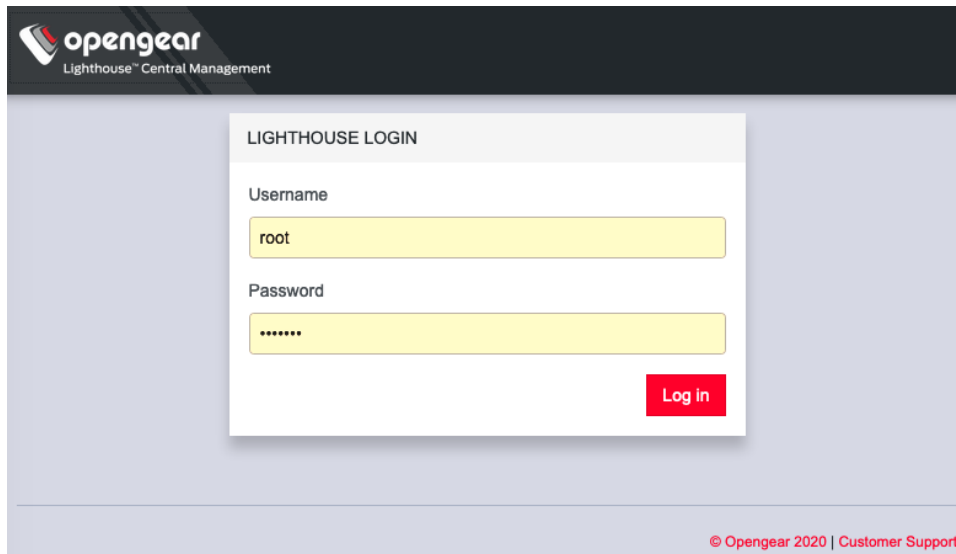 opengear
Lighthouse™ Central Management
LIGHTHOUSE LOGIN
Username
root
Password
•••••••
Log in
© Opengear 2020 | Customer Support